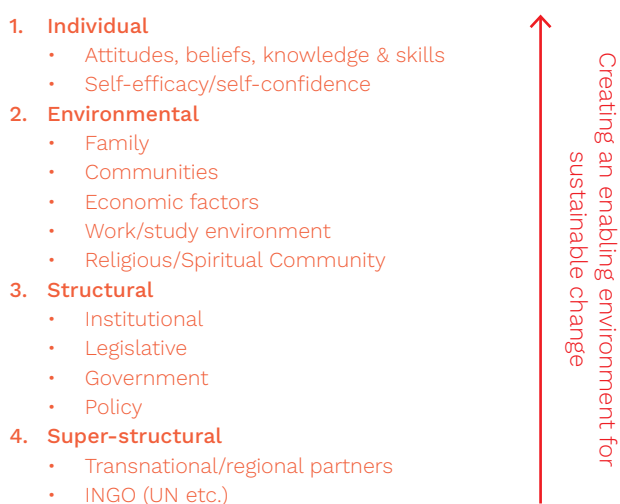 1. Individual
• Attitudes, beliefs, knowledge & skills
• Self-efficacy/self-confidence
2. Environmental
• Family
• Communities
• Economic factors
• Work/study environment
• Religious/Spiritual Community
3. Structural
• Institutional
• Legislative
• Government
• Policy
4. Super-structural
• Transnational/regional partners
• INGO (UN etc.)
Creating an enabling environment for
sustainable change